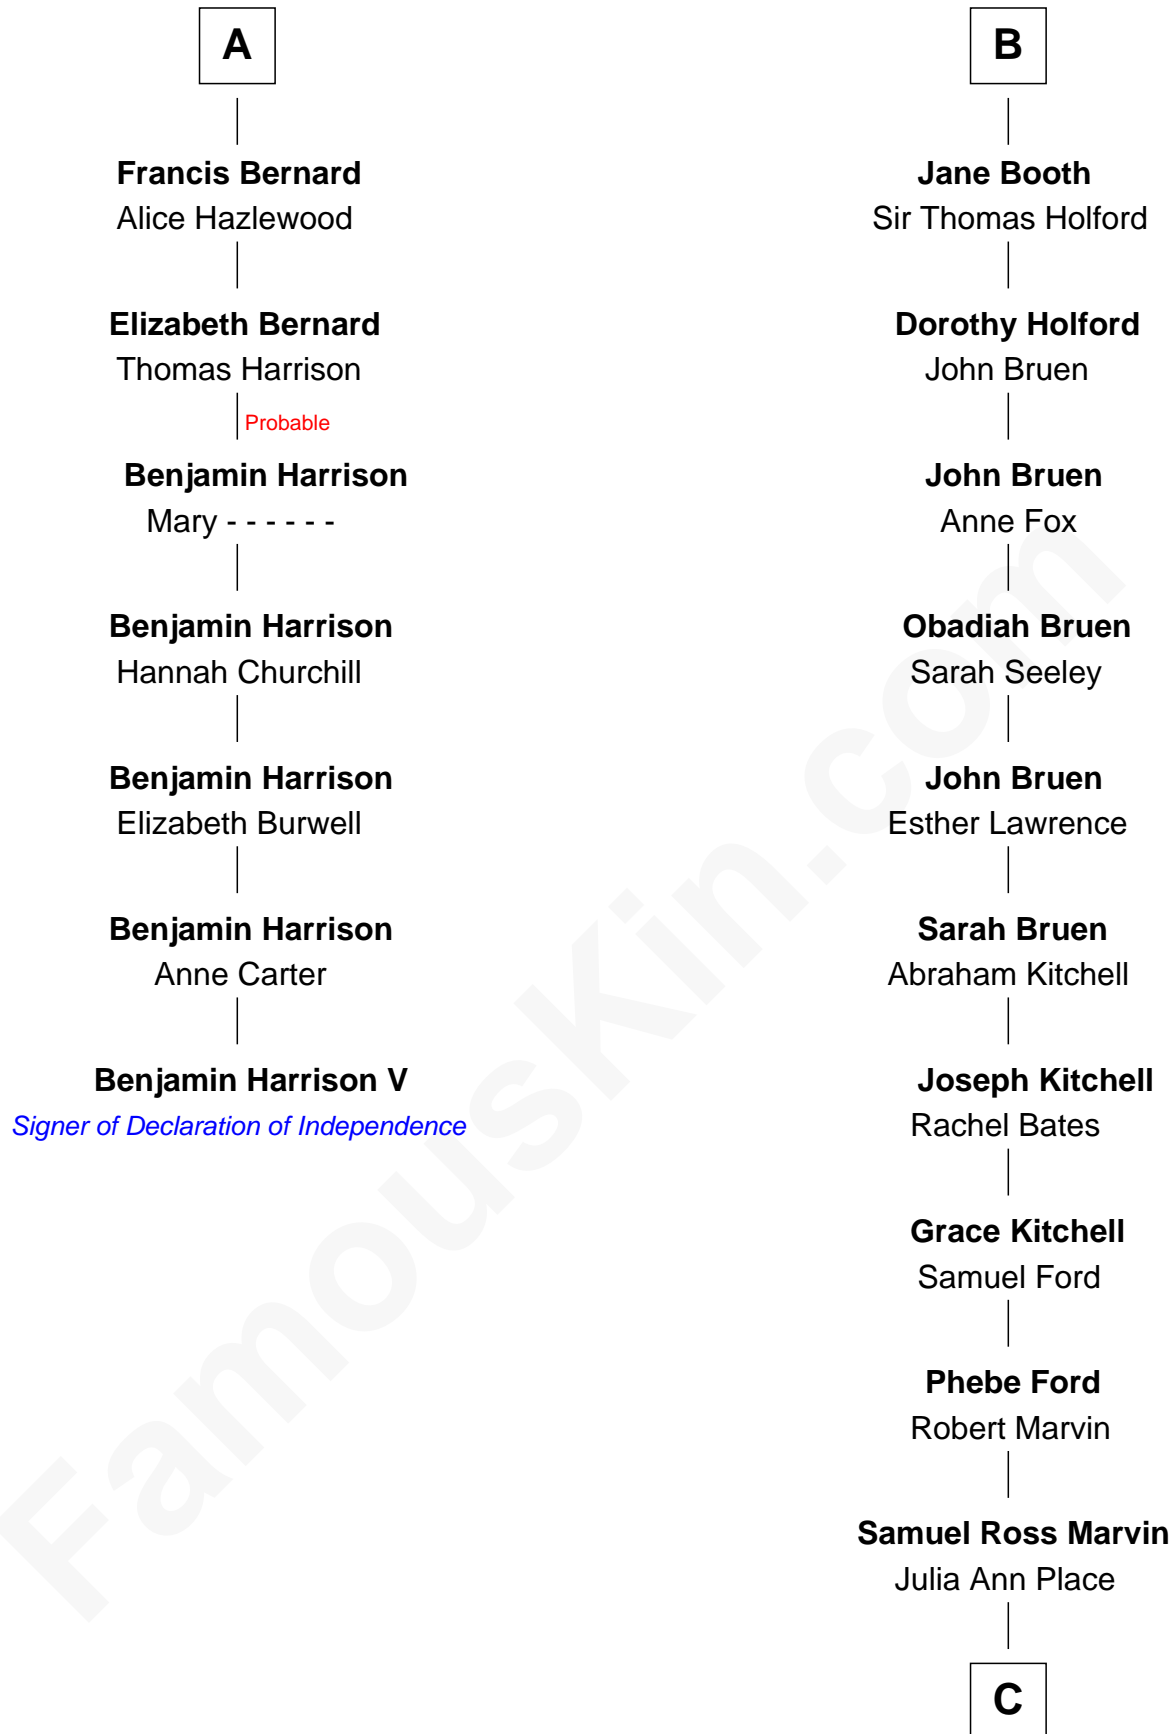 A
Francis Bernard
Alice Hazlewood
Elizabeth Bernard
Thomas Harrison
Probable
Benjamin Harrison
Mary - - - - - -
Benjamin Harrison
Hannah Churchill
Benjamin Harrison
Elizabeth Burwell
Benjamin Harrison
Anne Carter
Benjamin Harrison V
Signer of Declaration of Independence
B
Jane Booth
Sir Thomas Holford
Dorothy Holford
John Bruen
John Bruen
Anne Fox
Obadiah Bruen
Sarah Seeley
John Bruen
Esther Lawrence
Sarah Bruen
Abraham Kitchell
Joseph Kitchell
Rachel Bates
Grace Kitchell
Samuel Ford
Phebe Ford
Robert Marvin
Samuel Ross Marvin
Julia Ann Place
C
FamousKin.com